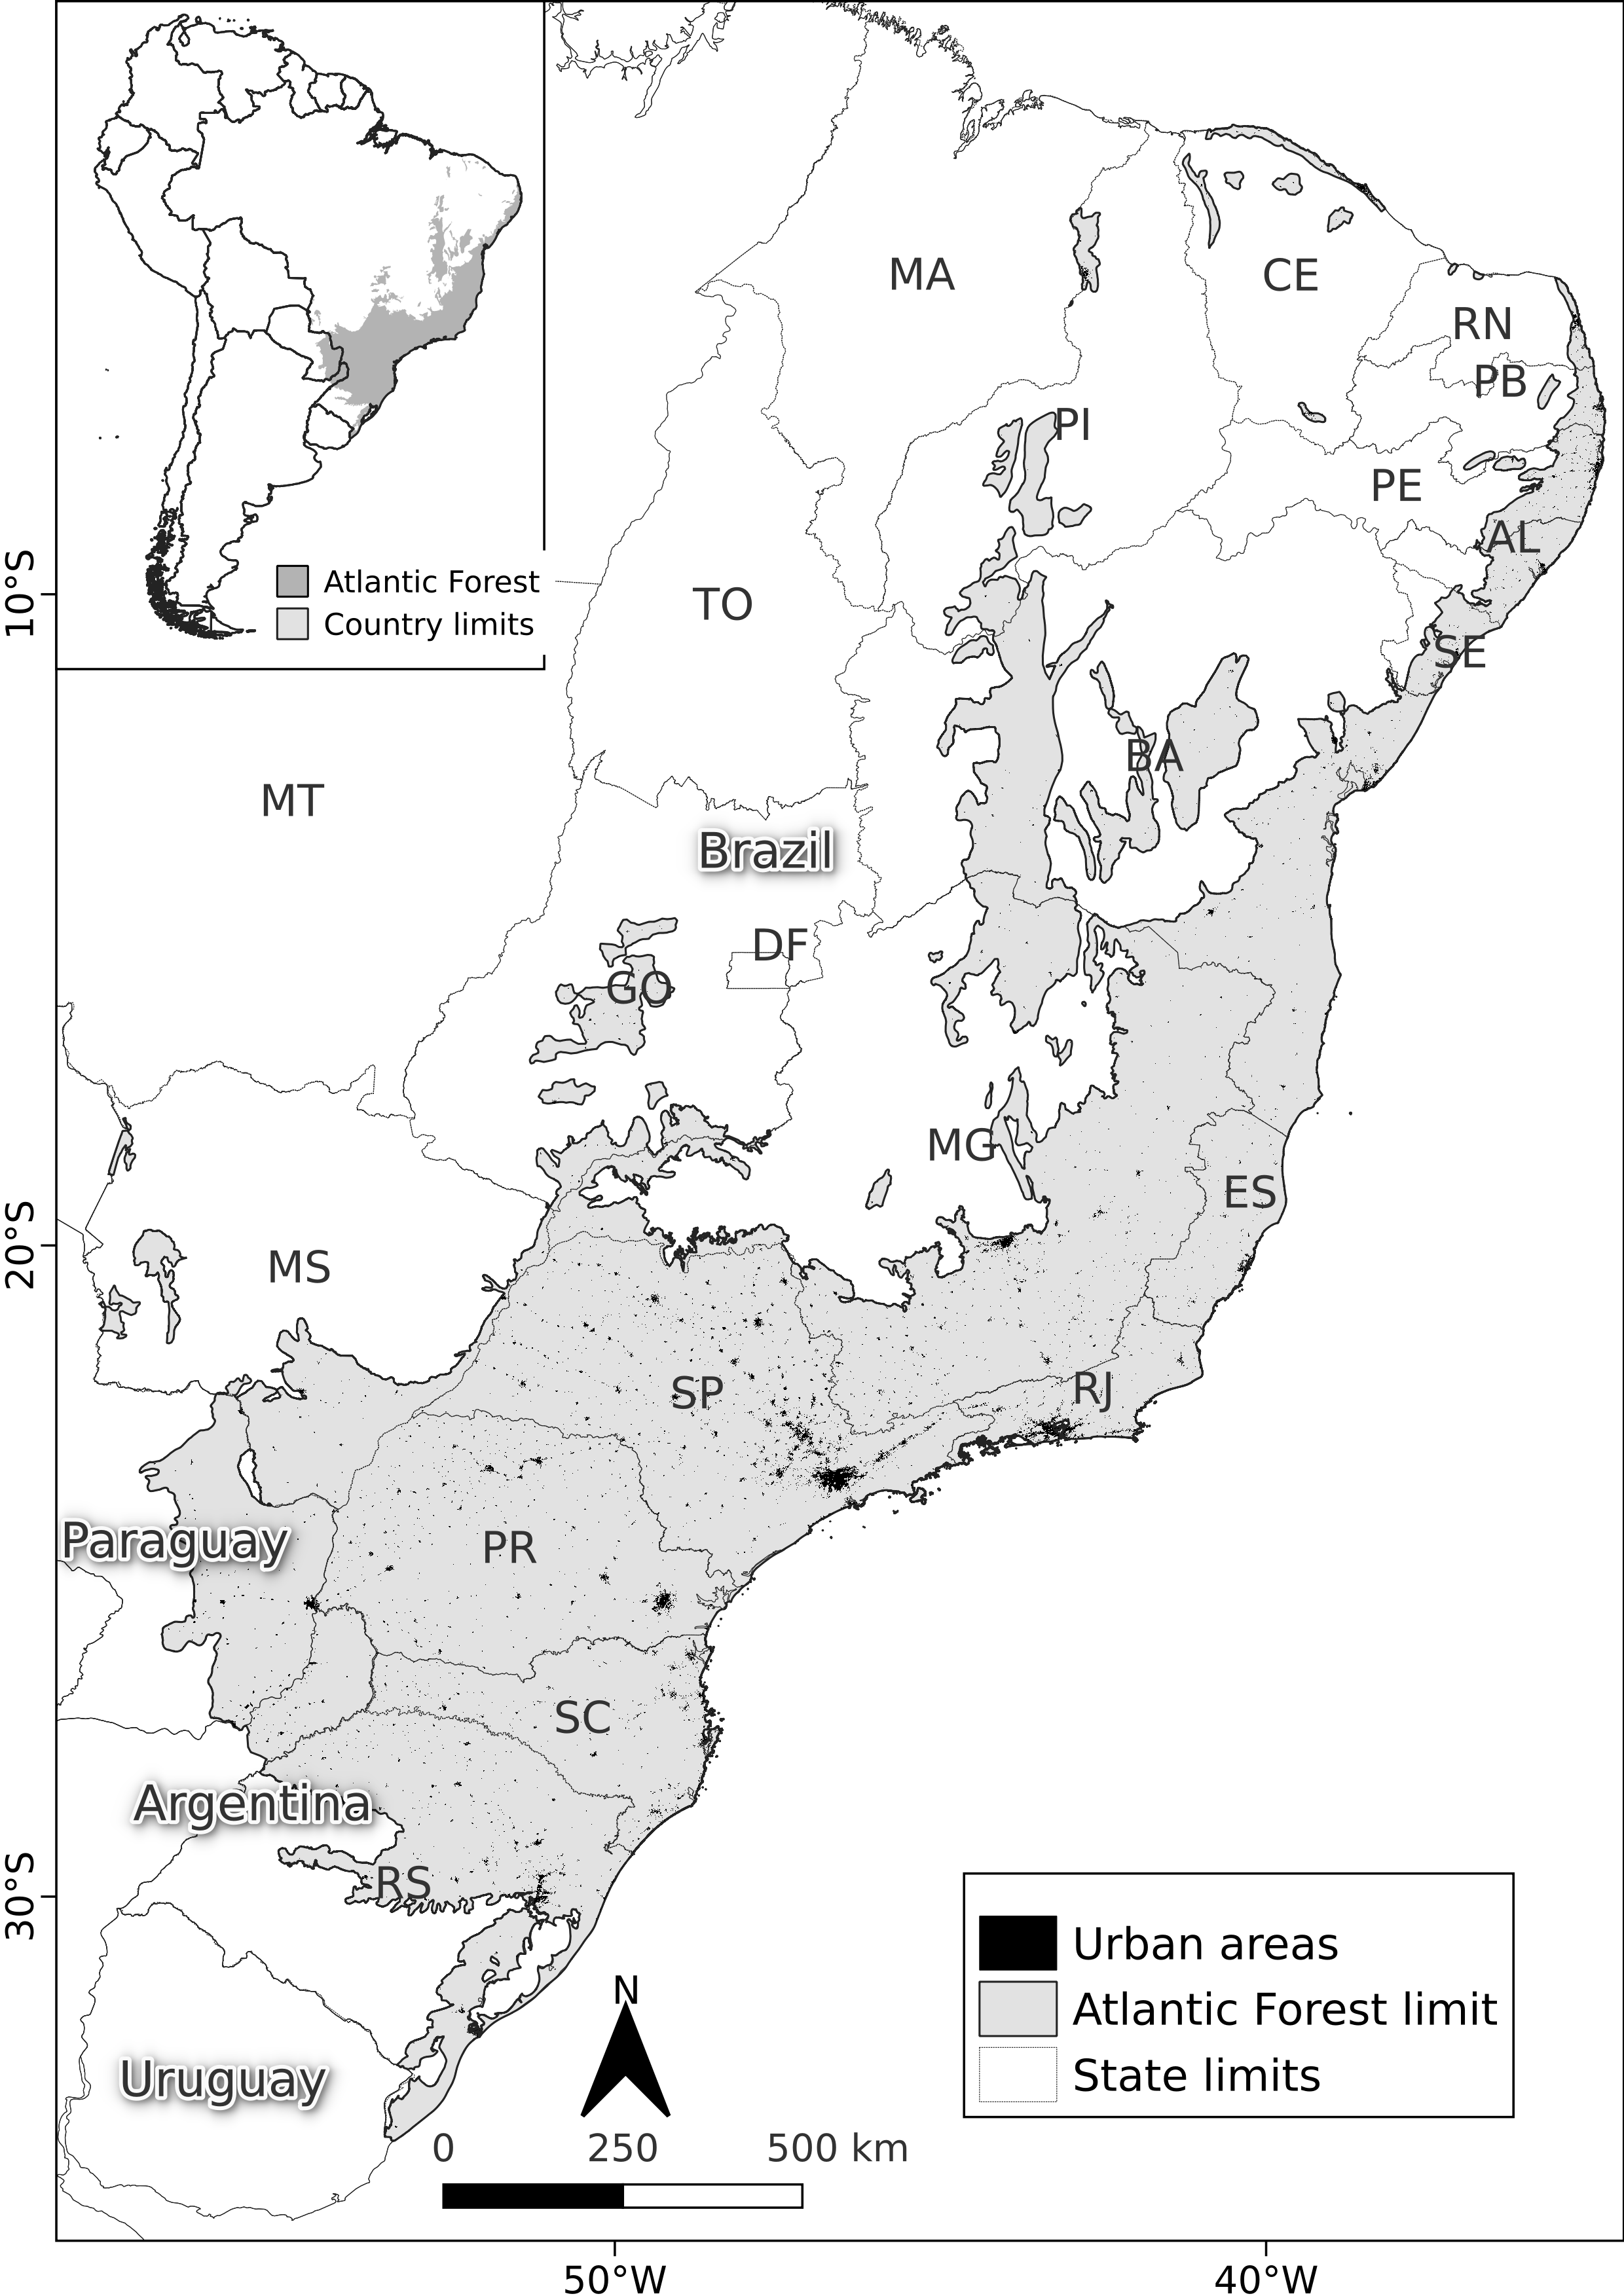 MA
CE
RN
PB
PI
PE
AL
Atlantic Forest
Country limits
TO
SE
10°S
BA
MT
Brazil
DF
GO
MG
ES
20°S
MS
SP
RJ
Paraguay
PR
SC
Argentina
RS
30°S
Urban areas
Atlantic Forest limit
State limits
N
Uruguay
0 250 500 km
50°W 40°W